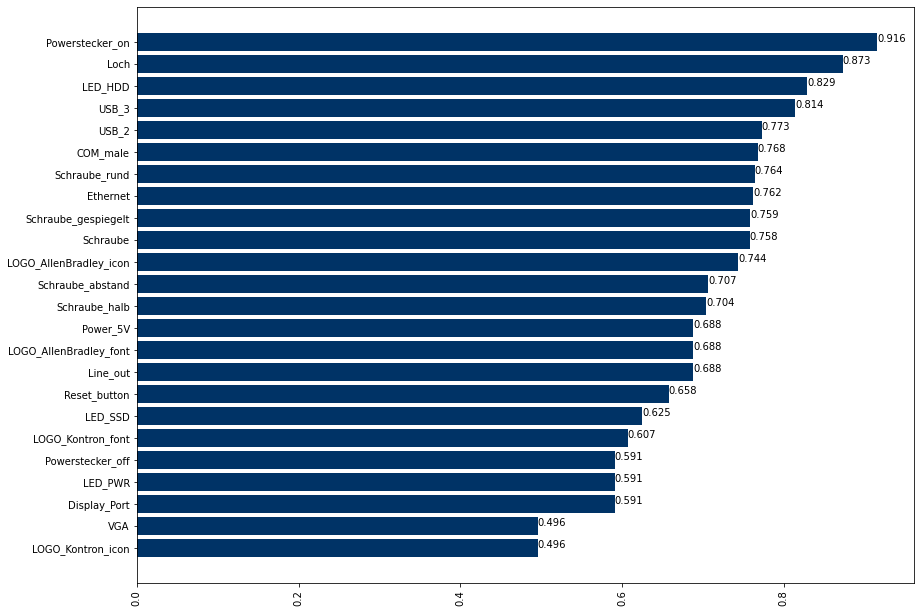 Powerstecker_on 0.916
Loch 0.873
LED_HDD 0.829
USB_3 0.814
USB_2 0.773
COM_male 0.768
Schraube_rund 0.764
Ethernet 0.762
Schraube_gespiegelt 0.759
Schraube 0.758
LOGO_AllenBradley_icon 0.744
Schraube_abstand 0.707
Schraube_halb 0.704
Power_5V 0.688
LOGO_AllenBradley_font 0.688
Line_out 0.688
Reset_button 0.658
LED_SSD 0.625
LOGO_Kontron_font 0.607
Powerstecker_off 0.591
LED_PWR 0.591
Display_Port 0.591
VGA 0.496
LOGO_Kontron_icon 0.496
0.0 0.2 0.4 0.6 0.8